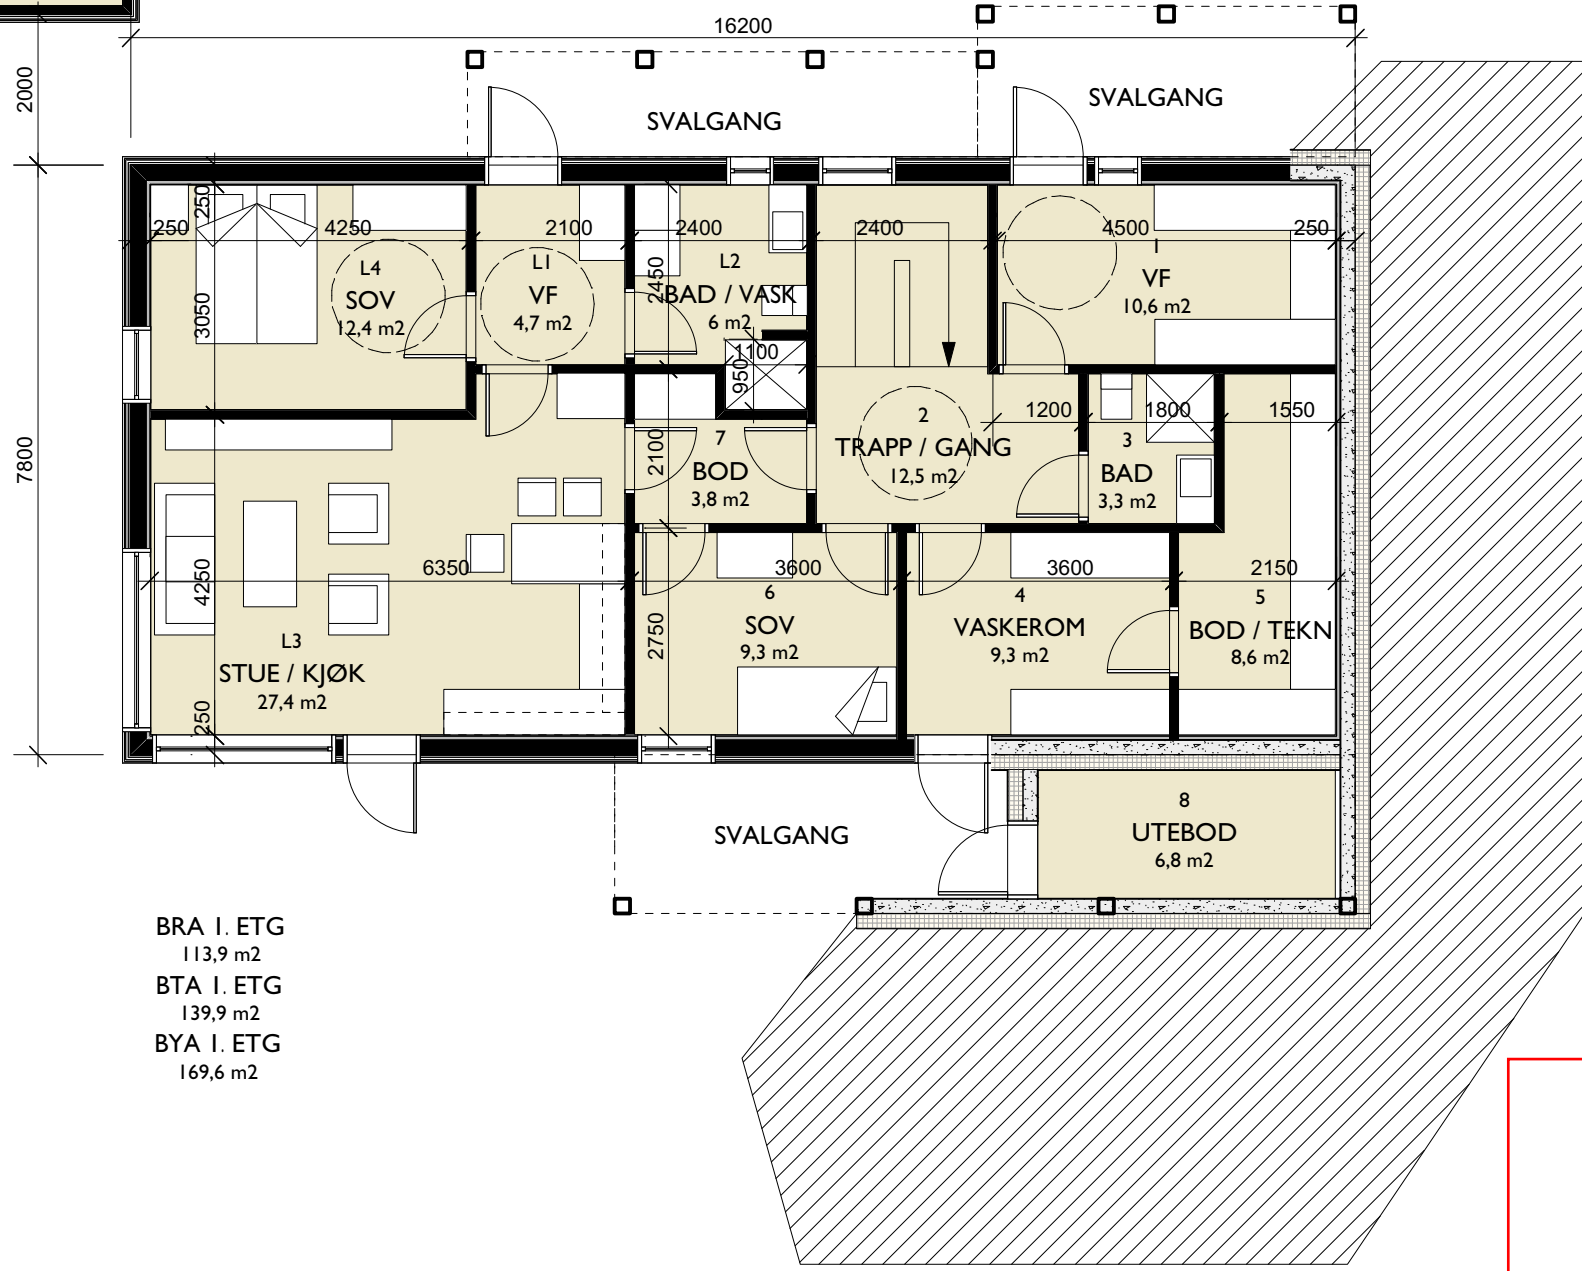 16200
2000
SVALGANG
SVALGANG
250
250
4250
2100
2400
2400
4500
250
L4
SOV
12,4 m2
3050
L1
VF
4,7 m2
2450
L2
BAD / VASK
6 m2
1100
950
1
VF
10,6 m2
7800
2100
7
BOD
3,8 m2
2
TRAPP / GANG
12,5 m2
1200
1800
1550
3
BAD
3,3 m2
4250
6350
3600
3600
2150
L3
STUE / KJØK
27,4 m2
250
2750
6
SOV
9,3 m2
4
VASKEROM
9,3 m2
5
BOD / TEKN
8,6 m2
SVALGANG
8
UTEBOD
6,8 m2
BRA 1. ETG
113,9 m2
BTA 1. ETG
139,9 m2
BYA 1. ETG
169,6 m2